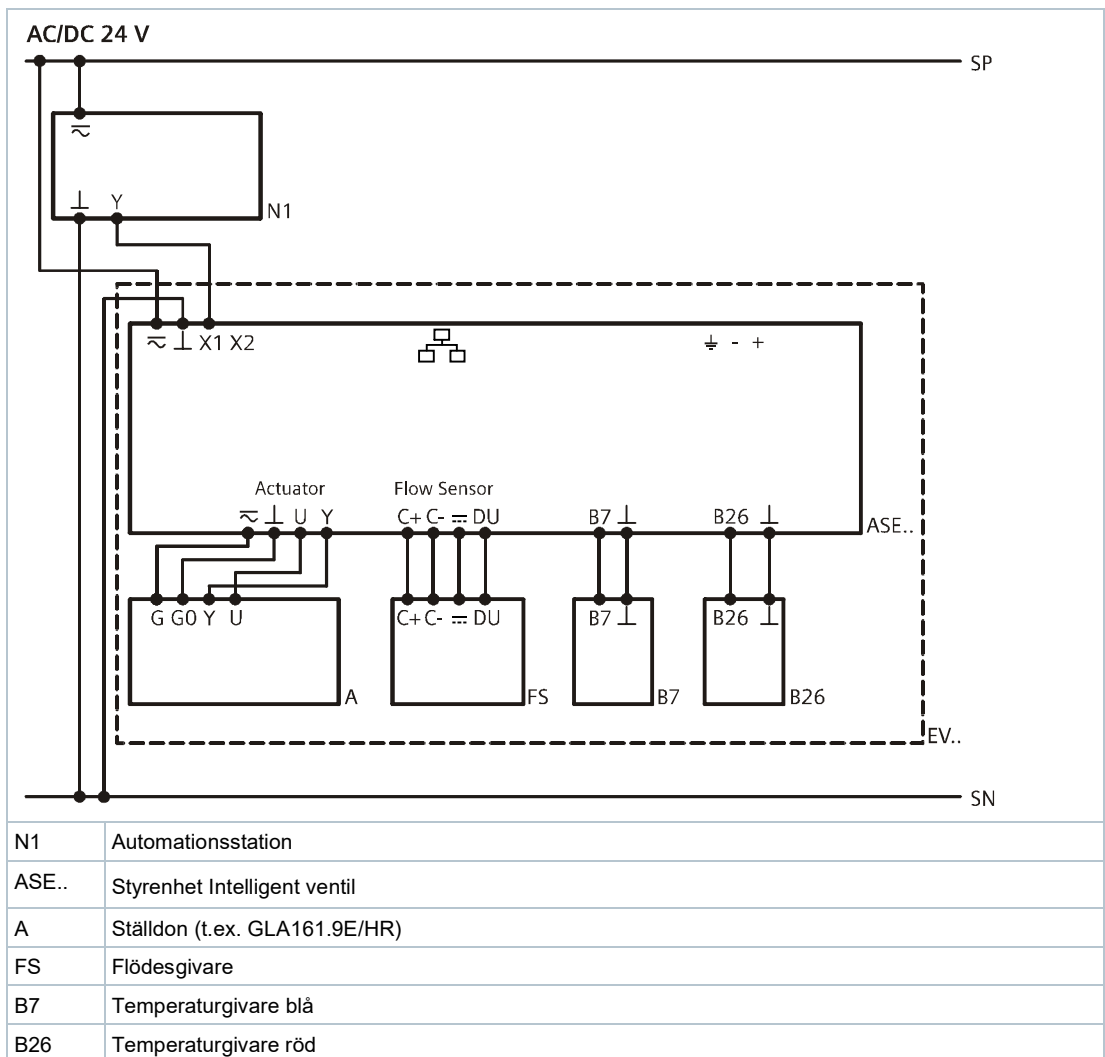 AC/DC 24 V
SP
⏦
⊥ Y
N1
⏦ ⊥ X1 X2
⏚ - +
Actuator Flow Sensor
⏦ ⊥ U Y C+ C- ⎓ DU B7 ⊥ B26 ⊥
ASE..
G G0 Y U C+ C- ⎓ DU B7 ⊥ B26 ⊥
A FS B7 B26
EV..
SN
N1 Automationsstation
ASE.. Styrenhet Intelligent ventil
A Ställdon (t.ex. GLA161.9E/HR)
FS Flödesgivare
B7 Temperaturgivare blå
B26 Temperaturgivare röd